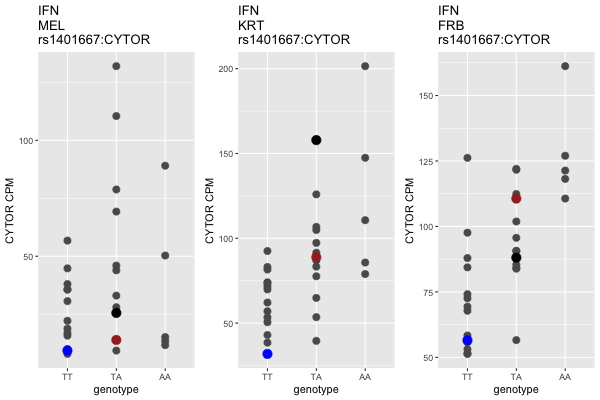 IFN
MEL
rs1401667:CYTOR
CYTOR CPM
100
50
TT TA AA
genotype
IFN
KRT
rs1401667:CYTOR
CYTOR CPM
200
150
100
50
TT TA AA
genotype
IFN
FRB
rs1401667:CYTOR
CYTOR CPM
150
125
100
75
50
TT TA AA
genotype